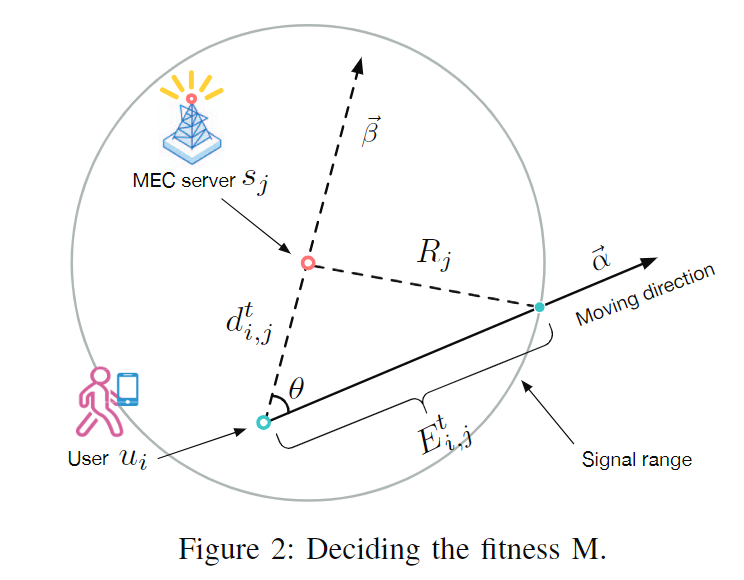 $\vec{\beta}$
MEC server $s_j$
$R_j$
$\vec{\alpha}$
Moving direction
$d_{i,j}^t$
$\theta$
$E_{i,j}^t$
User $u_i$
Signal range
Figure 2: Deciding the fitness M.